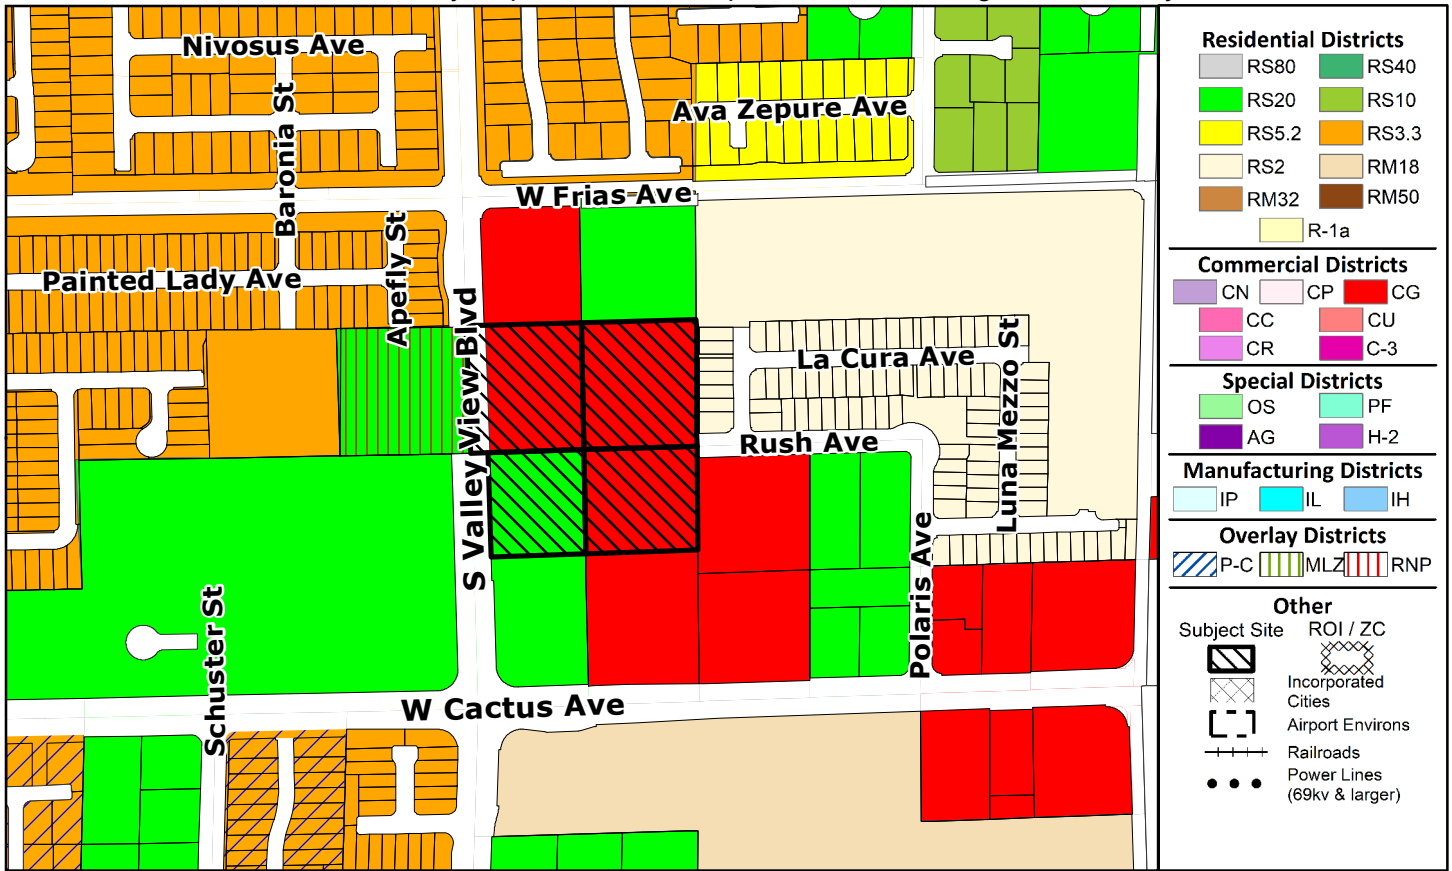 Nivosus Ave
Baronia St
Ava Zepure Ave
W Frias Ave
Apefly St
Painted Lady Ave
S Valley View Blvd
La Cura Ave
Luna Mezzo St
Rush Ave
Polaris Ave
Schuster St
W Cactus Ave
Residential Districts
RS80 RS40
RS20 RS10
RS5.2 RS3.3
RS2 RM18
RM32 RM50
R-1a
Commercial Districts
CN CP CG
CC CU
CR C-3
Special Districts
OS PF
AG H-2
Manufacturing Districts
IP IL IH
Overlay Districts
P-C MLZ RNP
Other
Subject Site ROI / ZC
Incorporated
Cities
Airport Environs
Railroads
Power Lines
(69kv & larger)